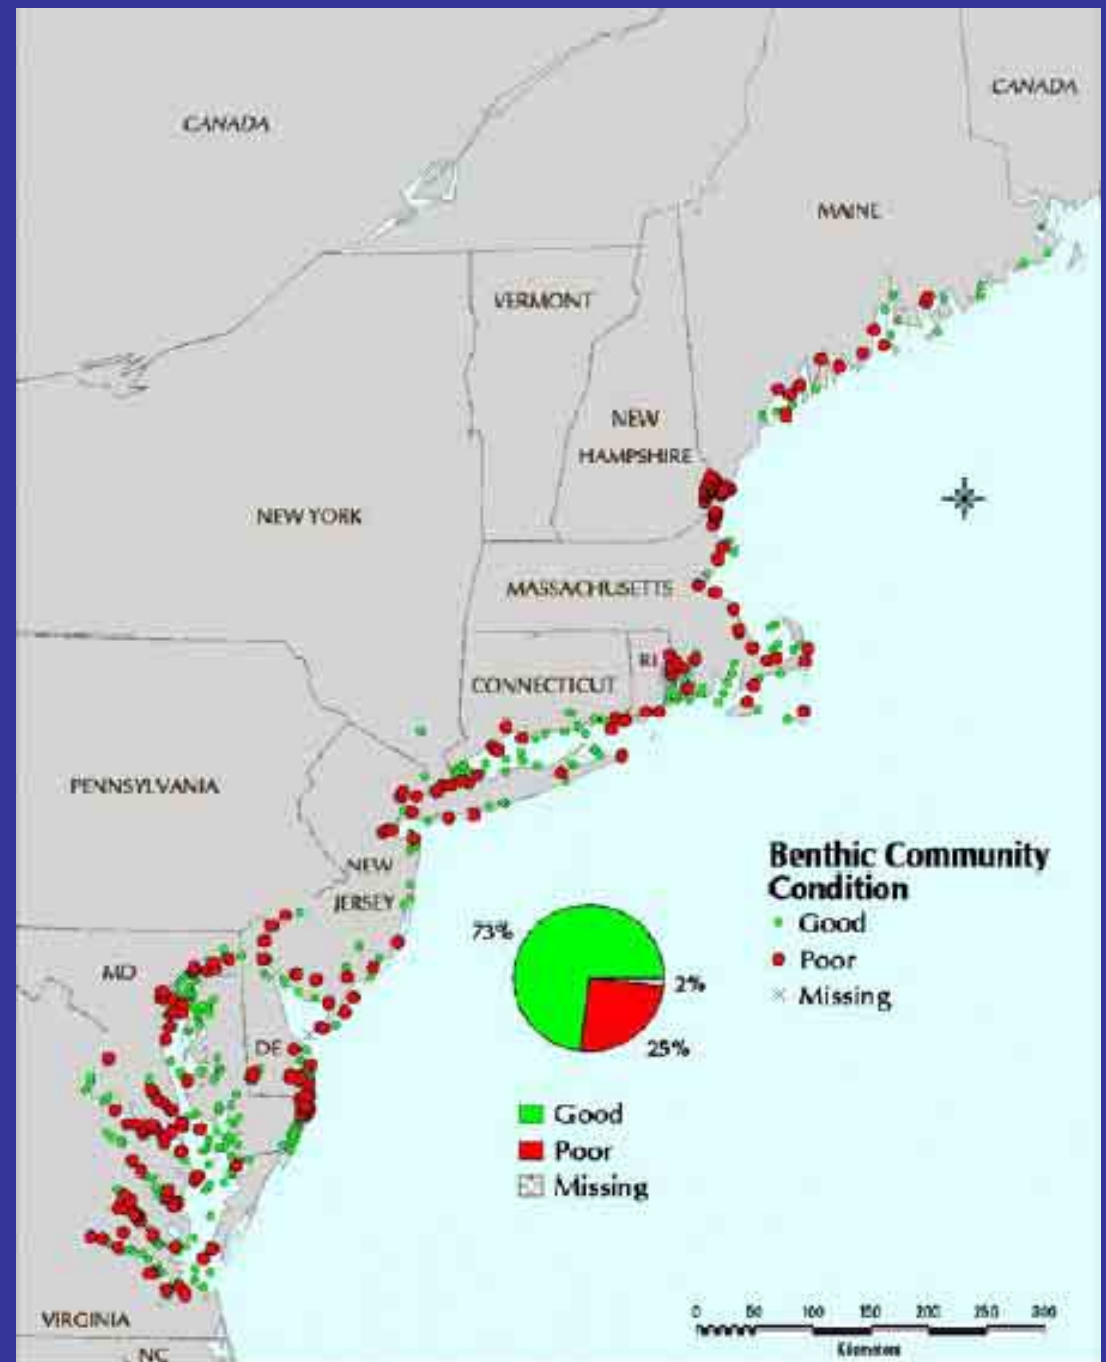 CANADA
CANADA
MAINE
VERMONT
NEW
HAMPSHIRE
NEW YORK
MASSACHUSETTS
RI
CONNECTICUT
PENNSYLVANIA
NEW
JERSEY
MD
DE
VIRGINIA
NC
Benthic Community
Condition
Good
Poor
Missing
73%
2%
25%
Good
Poor
Missing
0 50 100 150 200 250 300
Kilometers